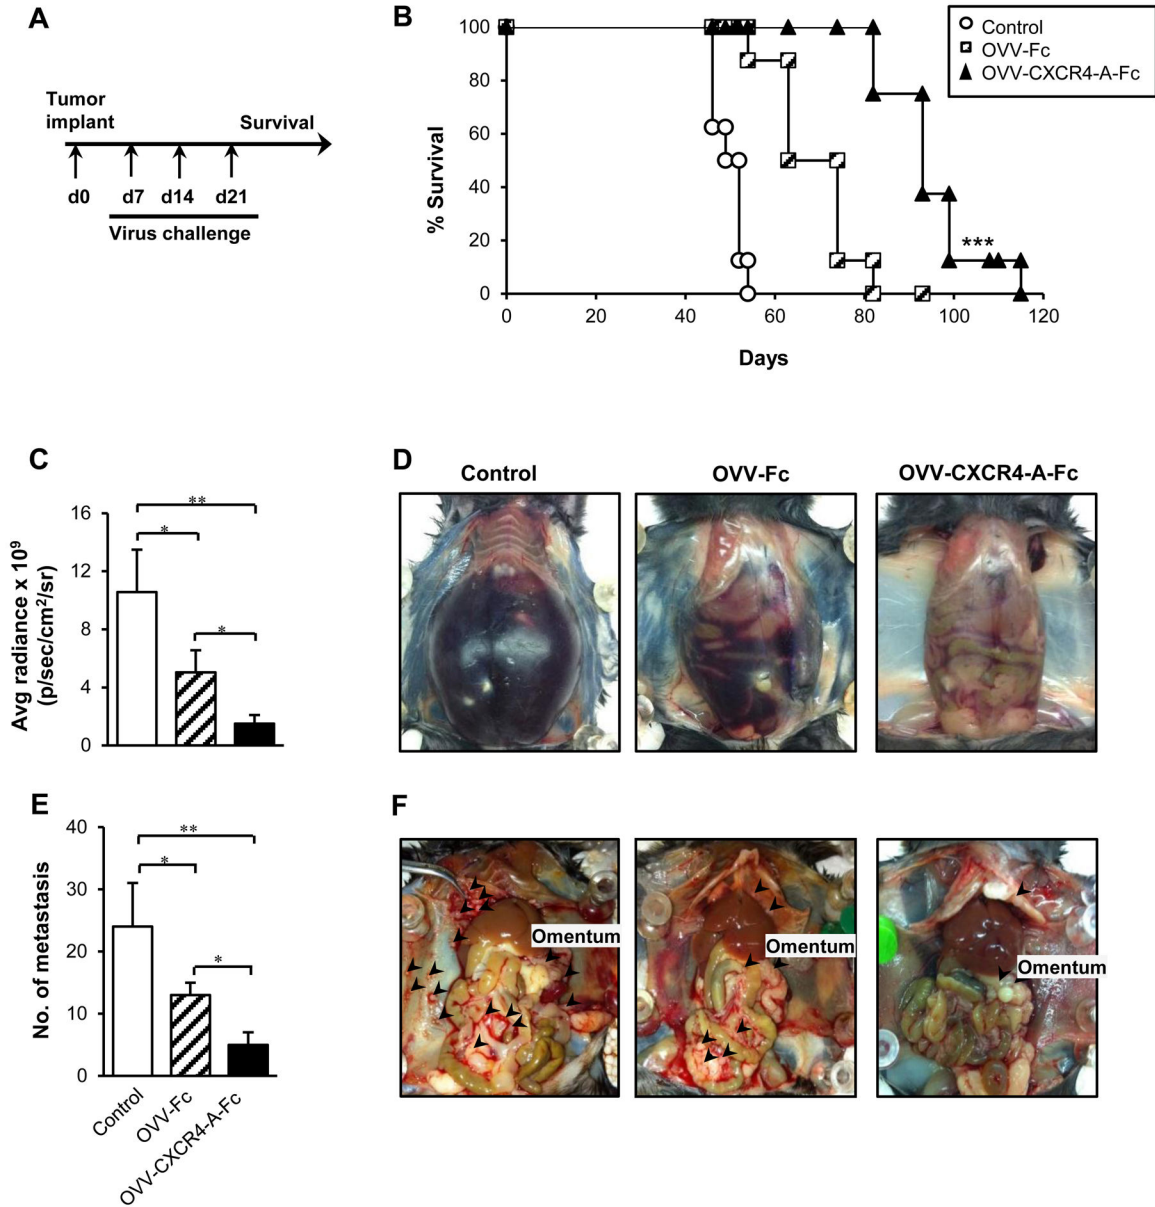 A
Tumor
implant
Survival
d0
d7
d14
d21
Virus challenge
B
% Survival
100
80
60
40
20
0
0
20
40
60
80
100
120
Days
***
Control
OVV-Fc
OVV-CXCR4-A-Fc
C
Avg radiance x 10⁹
(p/sec/cm²/sr)
16
12
8
4
0
**
*
*
D
Control
OVV-Fc
OVV-CXCR4-A-Fc
E
No. of metastasis
40
30
20
10
0
**
*
*
Control
OVV-Fc
OVV-CXCR4-A-Fc
F
Omentum
Omentum
Omentum